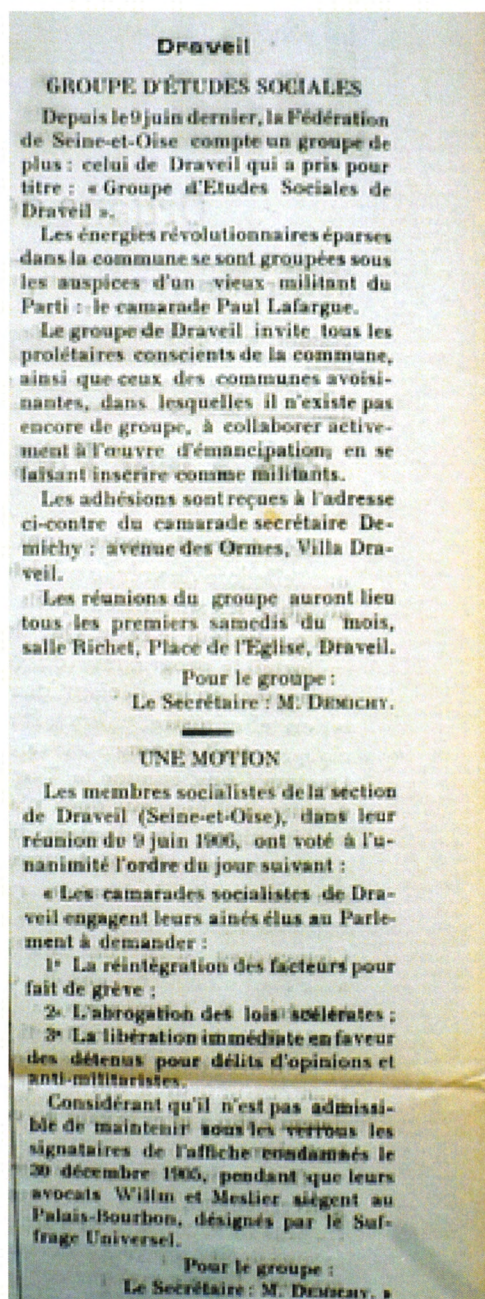 Draveil
GROUPE D'ÉTUDES SOCIALES
Depuis le 9 juin dernier, la Fédération
de Seine-et-Oise compte un groupe de
plus : celui de Draveil qui a pris pour
titre : « Groupe d'Etudes Sociales de
Draveil ».
Les énergies révolutionnaires éparses
dans la commune se sont groupées sous
les auspices d'un vieux militant du
Parti : le camarade Paul Lafargue.
Le groupe de Draveil invite tous les
prolétaires conscients de la commune,
ainsi que ceux des communes avoisi-
nantes, dans lesquelles il n'existe pas
encore de groupe, à collaborer active-
ment à l'œuvre d'émancipation, en se
faisant inscrire comme militants.
Les adhésions sont reçues à l'adresse
ci-contre du camarade secrétaire De-
michy : avenue des Ormes, Villa Dra-
veil.
Les réunions du groupe auront lieu
tous les premiers samedis du mois,
salle Richet, Place de l'Eglise, Draveil.
Pour le groupe :
Le Secrétaire : M. DEMICHY.
UNE MOTION
Les membres socialistes de la section
de Draveil (Seine-et-Oise), dans leur
réunion du 9 juin 1906, ont voté à l'u-
nanimité l'ordre du jour suivant :
« Les camarades socialistes de Dra-
veil engagent leurs ainés élus au Parle-
ment à demander :
1° La réintégration des facteurs pour
fait de grève ;
2° L'abrogation des lois scélérates ;
3° La libération immédiate en faveur
des détenus pour délits d'opinions et
anti-militaristes.
Considérant qu'il n'est pas admissi-
ble de maintenir sous les verrous les
signataires de l'affiche condamnés le
30 décembre 1905, pendant que leurs
avocats Willm et Meslier siègent au
Palais-Bourbon, désignés par le Suf-
frage Universel.
Pour le groupe :
Le Secrétaire : M. DEMICHY. »